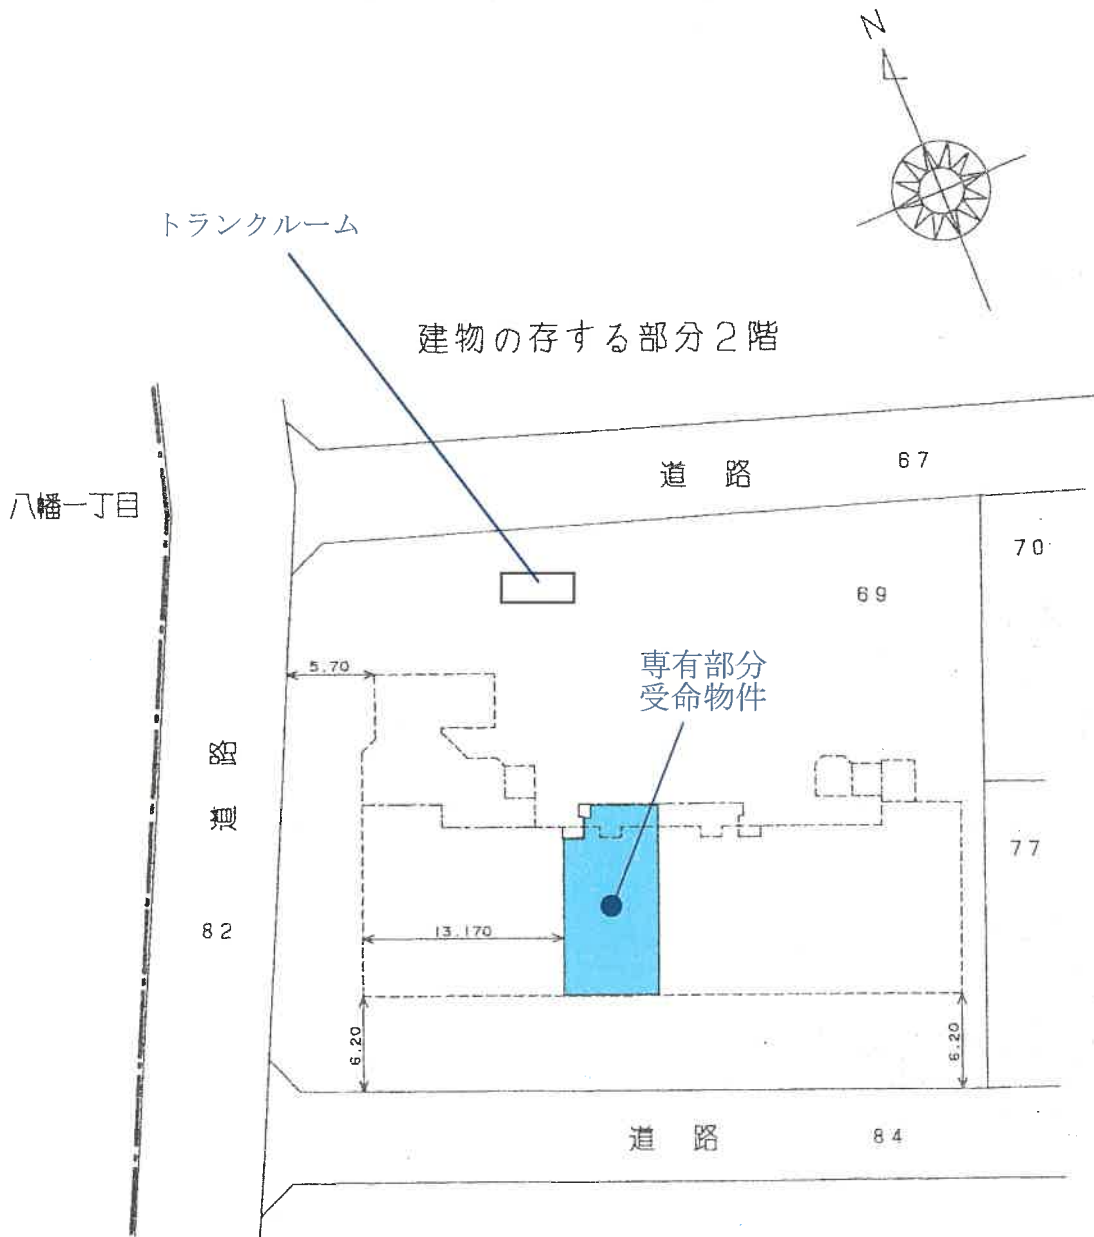 N
トランクルーム
建物の存する部分2階
道路 67
八幡一丁目
70
69
5.70
専有部分
受命物件
道路
77
82
13.170
6.20
6.20
道路 84